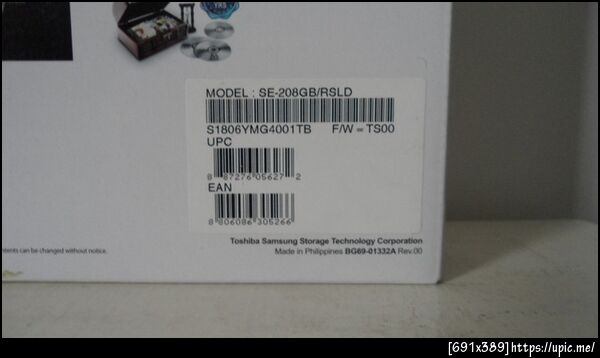 YRS
MODEL : SE-208GB/RSLD
S1806YMG4001TB F/W = TS00
UPC
8 87276 05627 2
EAN
8 806086 305266
Toshiba Samsung Storage Technology Corporation
ntents can be changed without notice.
Made in Philippines BG69-01332A Rev.00
[691x389]https://upic.me/